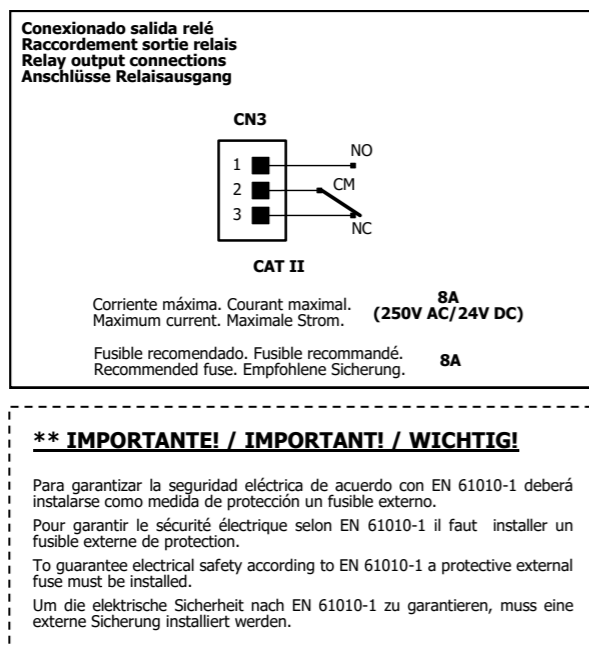 Conexionado salida relé
Raccordement sortie relais
Relay output connections
Anschlüsse Relaisausgang
CN3
1 NO
2 CM
3 NC
CAT II
Corriente máxima. Courant maximal.
Maximum current. Maximale Strom.
8A
(250V AC/24V DC)
Fusible recomendado. Fusible recommandé.
Recommended fuse. Empfohlene Sicherung.
8A
** IMPORTANTE! / IMPORTANT! / WICHTIG!
Para garantizar la seguridad eléctrica de acuerdo con EN 61010-1 deberá
instalarse como medida de protección un fusible externo.
Pour garantir le sécurité électrique selon EN 61010-1 il faut installer un
fusible externe de protection.
To guarantee electrical safety according to EN 61010-1 a protective external
fuse must be installed.
Um die elektrische Sicherheit nach EN 61010-1 zu garantieren, muss eine
externe Sicherung installiert werden.